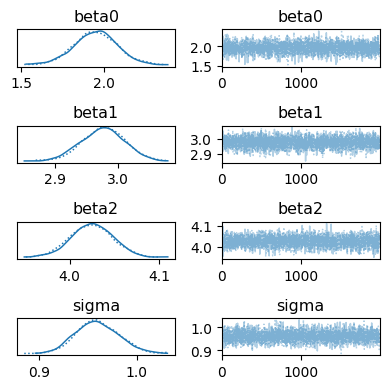 beta0 beta0
2.0
1.5
1.5 2.0 0 1000
beta1 beta1
3.0
2.9
2.9 3.0 0 1000
beta2 beta2
4.1
4.0
4.0 4.1 0 1000
sigma sigma
1.0
0.9
0.9 1.0 0 1000